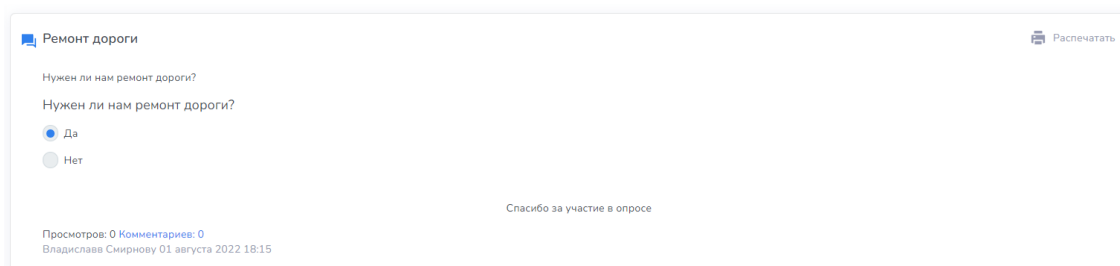 Ремонт дороги
Распечатать
Нужен ли нам ремонт дороги?
Нужен ли нам ремонт дороги?
Да
Нет
Спасибо за участие в опросе
Просмотров: 0 Комментариев: 0
Владиславв Смирнову 01 августа 2022 18:15